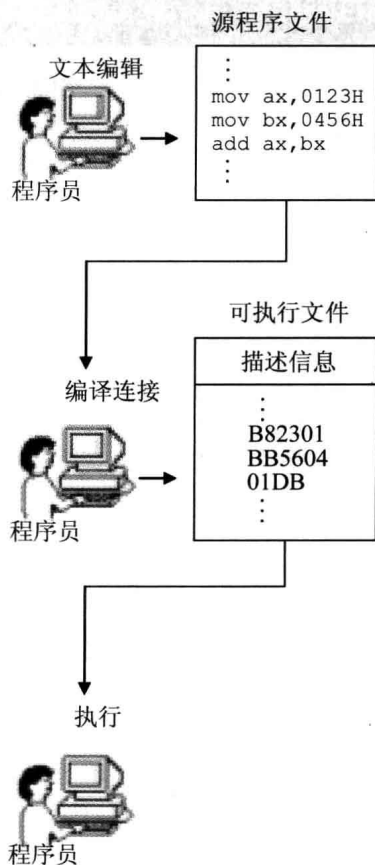 源程序文件
文本编辑
⋮
mov ax,0123H
mov bx,0456H
add ax,bx
⋮
程序员
可执行文件
描述信息
编译连接
⋮
B82301
BB5604
01DB
⋮
程序员
执行
程序员